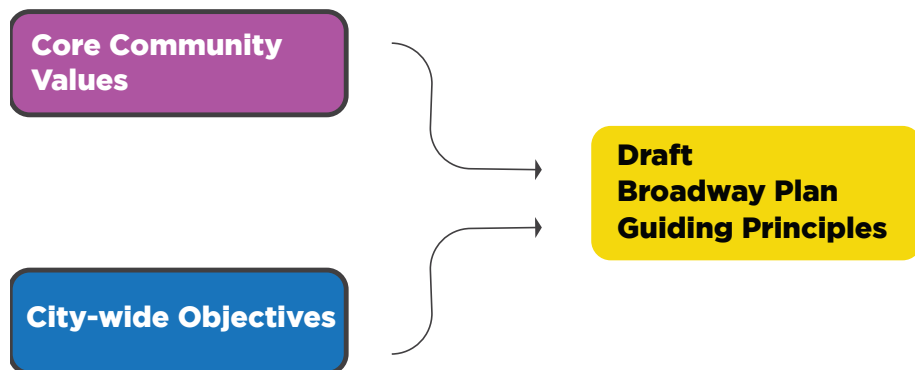 Core Community
Values
Draft
Broadway Plan
Guiding Principles
City-wide Objectives